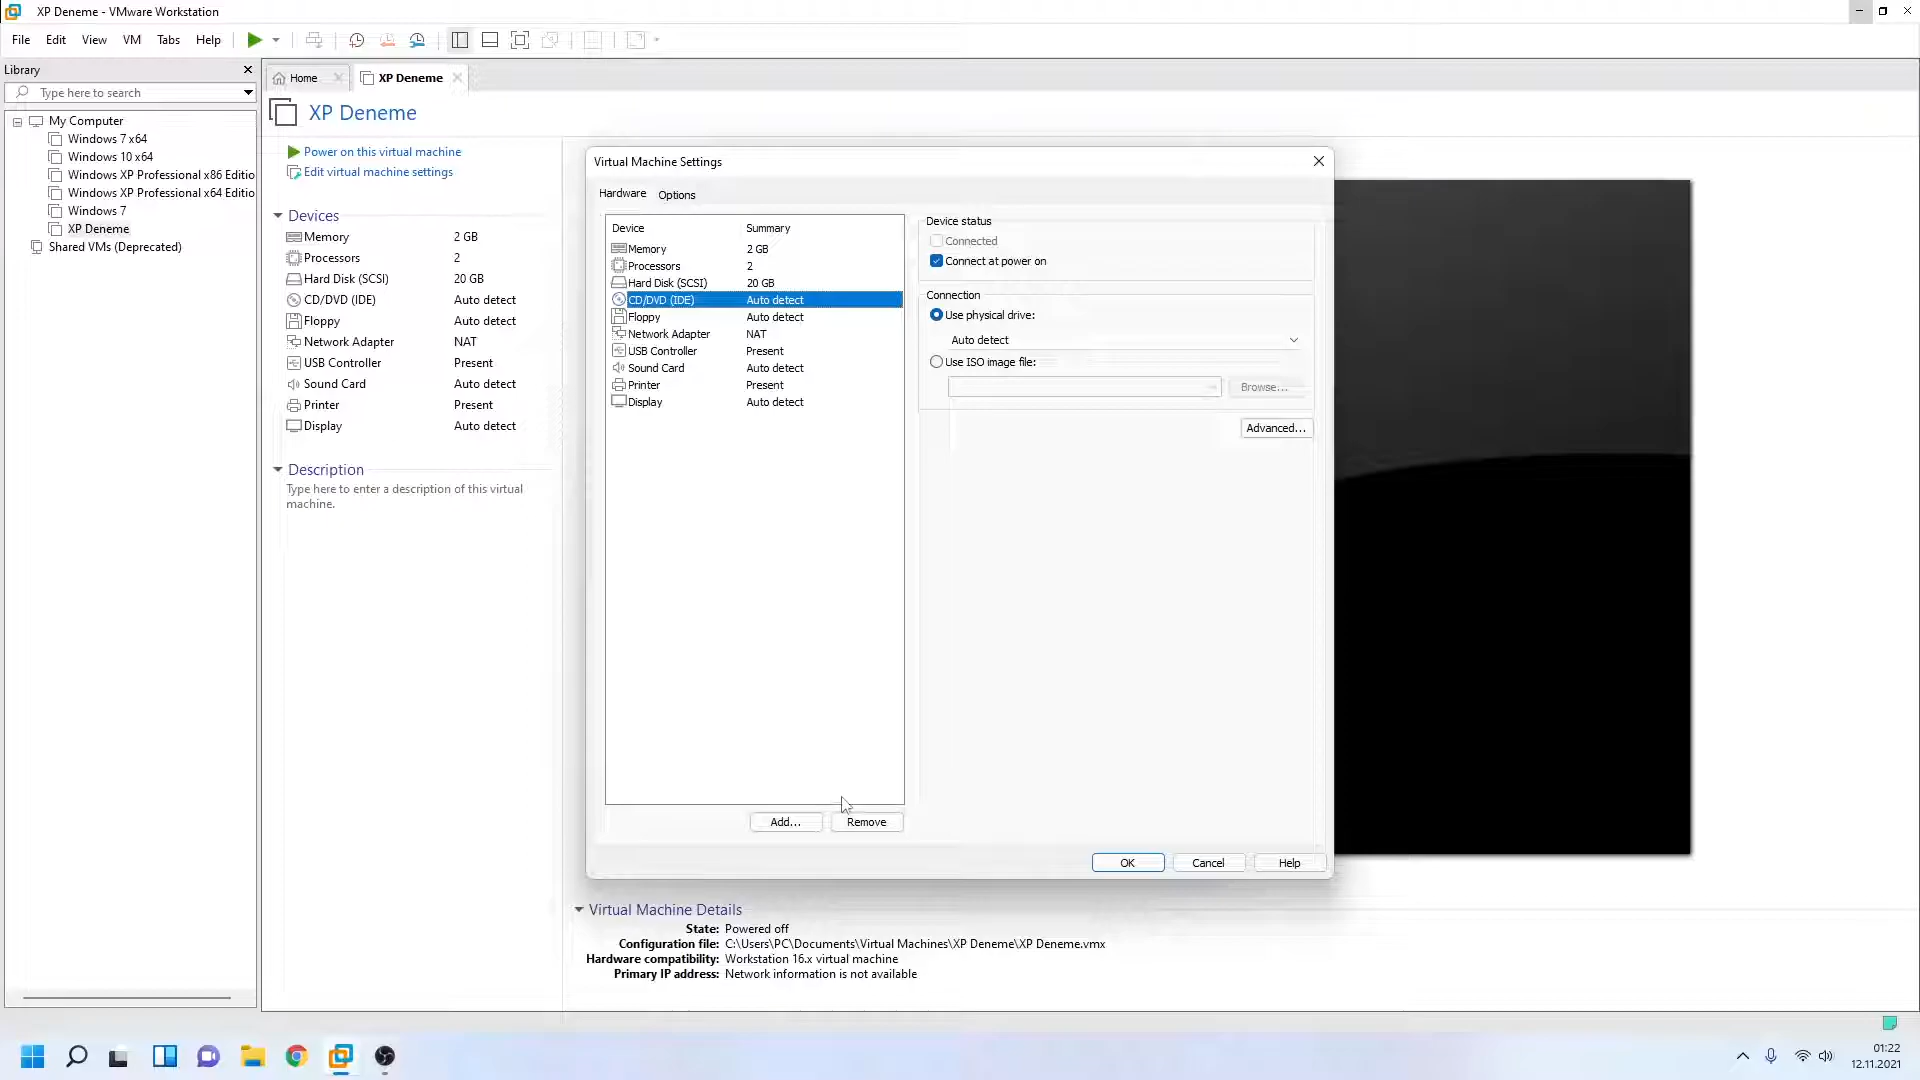 XP Deneme - VMware Workstation
File Edit View VM Tabs Help
Library
Type here to search
My Computer
Windows 7 x64
Windows 10 x64
Windows XP Professional x86 Editio
Windows XP Professional x64 Editio
Windows 7
XP Deneme
Shared VMs (Deprecated)
Home
XP Deneme
XP Deneme
Power on this virtual machine
Edit virtual machine settings
Devices
Memory 2 GB
Processors 2
Hard Disk (SCSI) 20 GB
CD/DVD (IDE) Auto detect
Floppy Auto detect
Network Adapter NAT
USB Controller Present
Sound Card Auto detect
Printer Present
Display Auto detect
Description
Type here to enter a description of this virtual
machine.
Virtual Machine Settings
Hardware Options
Device Summary
Memory 2 GB
Processors 2
Hard Disk (SCSI) 20 GB
CD/DVD (IDE) Auto detect
Floppy Auto detect
Network Adapter NAT
USB Controller Present
Sound Card Auto detect
Printer Present
Display Auto detect
Add... Remove
Device status
Connected
Connect at power on
Connection
Use physical drive:
Auto detect
Use ISO image file:
Browse...
Advanced...
OK Cancel Help
Virtual Machine Details
State: Powered off
Configuration file: C:\Users\PC\Documents\Virtual Machines\XP Deneme\XP Deneme.vmx
Hardware compatibility: Workstation 16.x virtual machine
Primary IP address: Network information is not available
01:22
12.11.2021